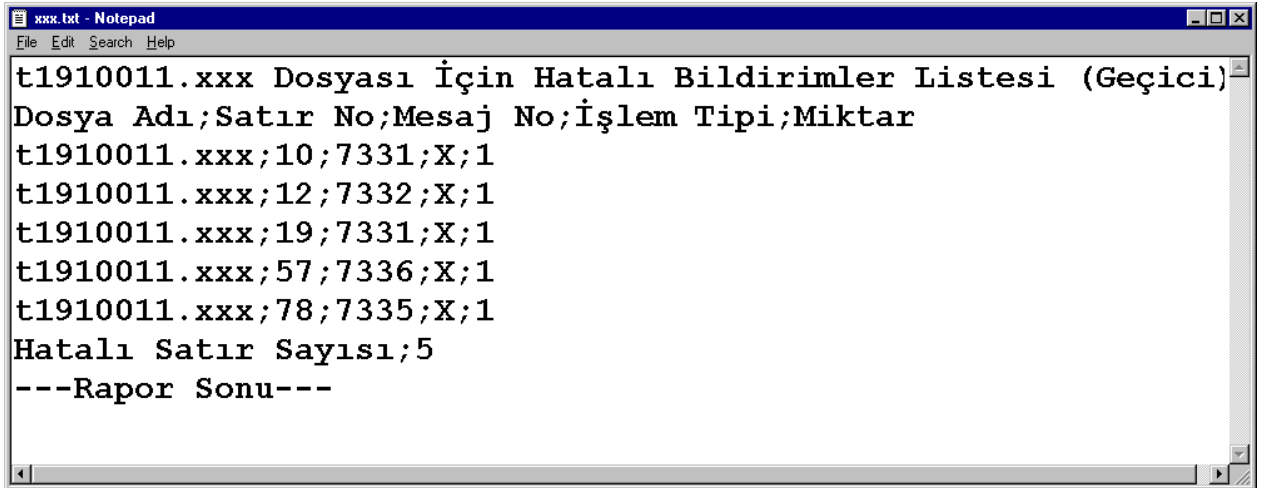 xxx.txt - Notepad
File Edit Search Help
t1910011.xxx Dosyası İçin Hatalı Bildirimler Listesi (Geçici)
Dosya Adı;Satır No;Mesaj No;İşlem Tipi;Miktar
t1910011.xxx;10;7331;X;1
t1910011.xxx;12;7332;X;1
t1910011.xxx;19;7331;X;1
t1910011.xxx;57;7336;X;1
t1910011.xxx;78;7335;X;1
Hatalı Satır Sayısı;5
---Rapor Sonu---